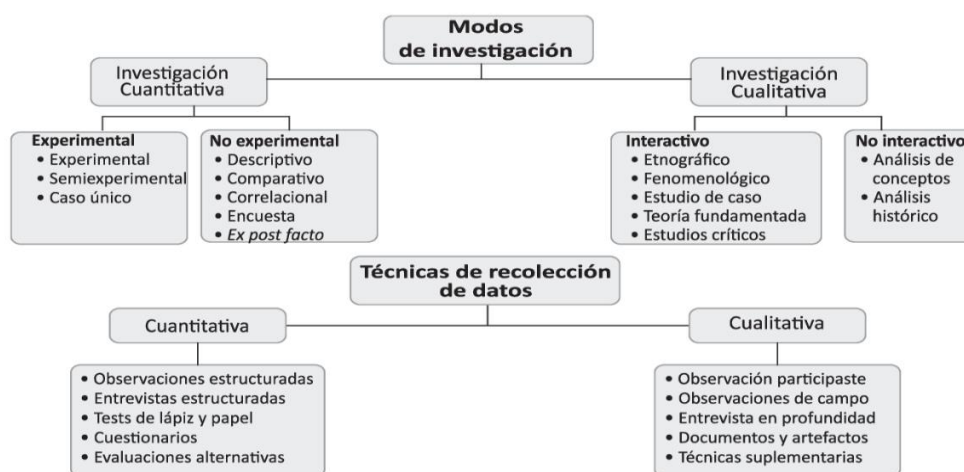 Modos
de investigación
Investigación
Cuantitativa
Investigación
Cualitativa
Experimental
• Experimental
• Semiexperimental
• Caso único
No experimental
• Descriptivo
• Comparativo
• Correlacional
• Encuesta
• Ex post facto
Interactivo
• Etnográfico
• Fenomenológico
• Estudio de caso
• Teoría fundamentada
• Estudios críticos
No interactivo
• Análisis de
conceptos
• Análisis
histórico
Técnicas de recolección
de datos
Cuantitativa
Cualitativa
• Observaciones estructuradas
• Entrevistas estructuradas
• Tests de lápiz y papel
• Cuestionarios
• Evaluaciones alternativas
• Observación participaste
• Observaciones de campo
• Entrevista en profundidad
• Documentos y artefactos
• Técnicas suplementarias